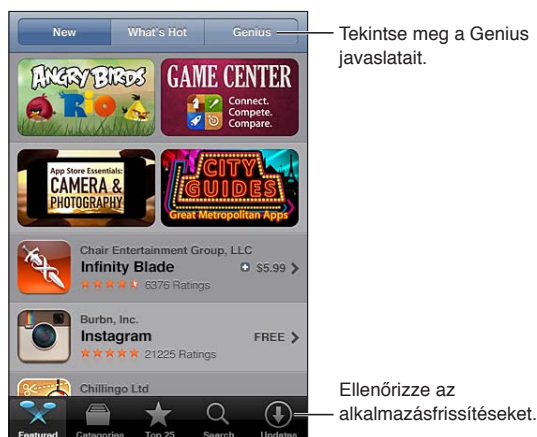 New What's Hot Genius
Tekintse meg a Genius
javaslatait.
ANGRY BIRDS
RIO
GAME CENTER
Connect.
Compete.
Compare.
App Store Essentials:
CAMERA &
PHOTOGRAPHY
CITY
GUIDES
Great Metropolitan Apps
Chair Entertainment Group, LLC
Infinity Blade
+ $5.99
6376 Ratings
Burbn, Inc.
Instagram
FREE
21225 Ratings
Chillingo Ltd
Ellenőrizze az
alkalmazásfrissítéseket.
Featured Categories Top 25 Search Updates